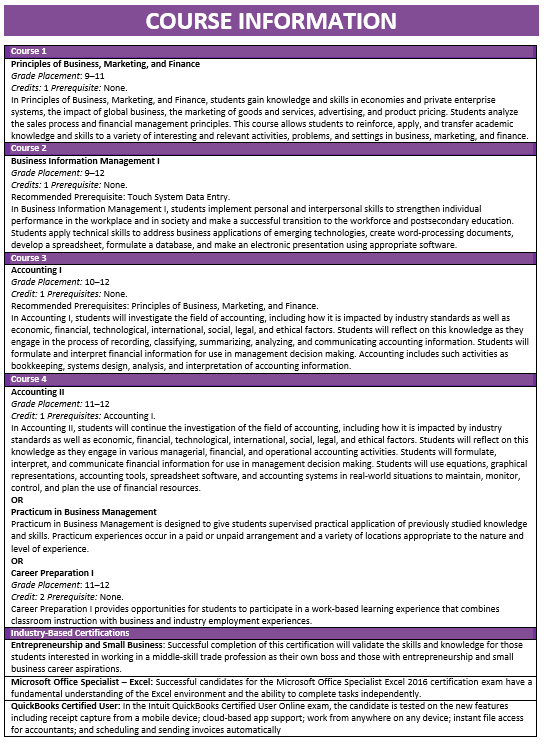 COURSE INFORMATION
Course 1
Principles of Business, Marketing, and Finance
Grade Placement: 9–11
Credits: 1 Prerequisite: None.
In Principles of Business, Marketing, and Finance, students gain knowledge and skills in economies and private enterprise
systems, the impact of global business, the marketing of goods and services, advertising, and product pricing. Students analyze
the sales process and financial management principles. This course allows students to reinforce, apply, and transfer academic
knowledge and skills to a variety of interesting and relevant activities, problems, and settings in business, marketing, and finance.
Course 2
Business Information Management I
Grade Placement: 9–12
Credits: 1 Prerequisite: None.
Recommended Prerequisite: Touch System Data Entry.
In Business Information Management I, students implement personal and interpersonal skills to strengthen individual
performance in the workplace and in society and make a successful transition to the workforce and postsecondary education.
Students apply technical skills to address business applications of emerging technologies, create word-processing documents,
develop a spreadsheet, formulate a database, and make an electronic presentation using appropriate software.
Course 3
Accounting I
Grade Placement: 10–12
Credit: 1 Prerequisites: None.
Recommended Prerequisites: Principles of Business, Marketing, and Finance.
In Accounting I, students will investigate the field of accounting, including how it is impacted by industry standards as well as
economic, financial, technological, international, social, legal, and ethical factors. Students will reflect on this knowledge as they
engage in the process of recording, classifying, summarizing, analyzing, and communicating accounting information. Students will
formulate and interpret financial information for use in management decision making. Accounting includes such activities as
bookkeeping, systems design, analysis, and interpretation of accounting information.
Course 4
Accounting II
Grade Placement: 11–12
Credit: 1 Prerequisites: Accounting I.
In Accounting II, students will continue the investigation of the field of accounting, including how it is impacted by industry
standards as well as economic, financial, technological, international, social, legal, and ethical factors. Students will reflect on this
knowledge as they engage in various managerial, financial, and operational accounting activities. Students will formulate,
interpret, and communicate financial information for use in management decision making. Students will use equations, graphical
representations, accounting tools, spreadsheet software, and accounting systems in real-world situations to maintain, monitor,
control, and plan the use of financial resources.
OR
Practicum in Business Management
Practicum in Business Management is designed to give students supervised practical application of previously studied knowledge
and skills. Practicum experiences occur in a paid or unpaid arrangement and a variety of locations appropriate to the nature and
level of experience.
OR
Career Preparation I
Grade Placement: 11–12
Credit: 2 Prerequisites: None.
Career Preparation I provides opportunities for students to participate in a work-based learning experience that combines
classroom instruction with business and industry employment experiences.
Industry-Based Certifications
Entrepreneurship and Small Business: Successful completion of this certification will validate the skills and knowledge for those
students interested in working in a middle-skill trade profession as their own boss and those with entrepreneurship and small
business career aspirations.
Microsoft Office Specialist – Excel: Successful candidates for the Microsoft Office Specialist Excel 2016 certification exam have a
fundamental understanding of the Excel environment and the ability to complete tasks independently.
QuickBooks Certified User: In the Intuit QuickBooks Certified User Online exam, the candidate is tested on the new features
including receipt capture from a mobile device; cloud-based app support; work from anywhere on any device; instant file access
for accountants; and scheduling and sending invoices automatically